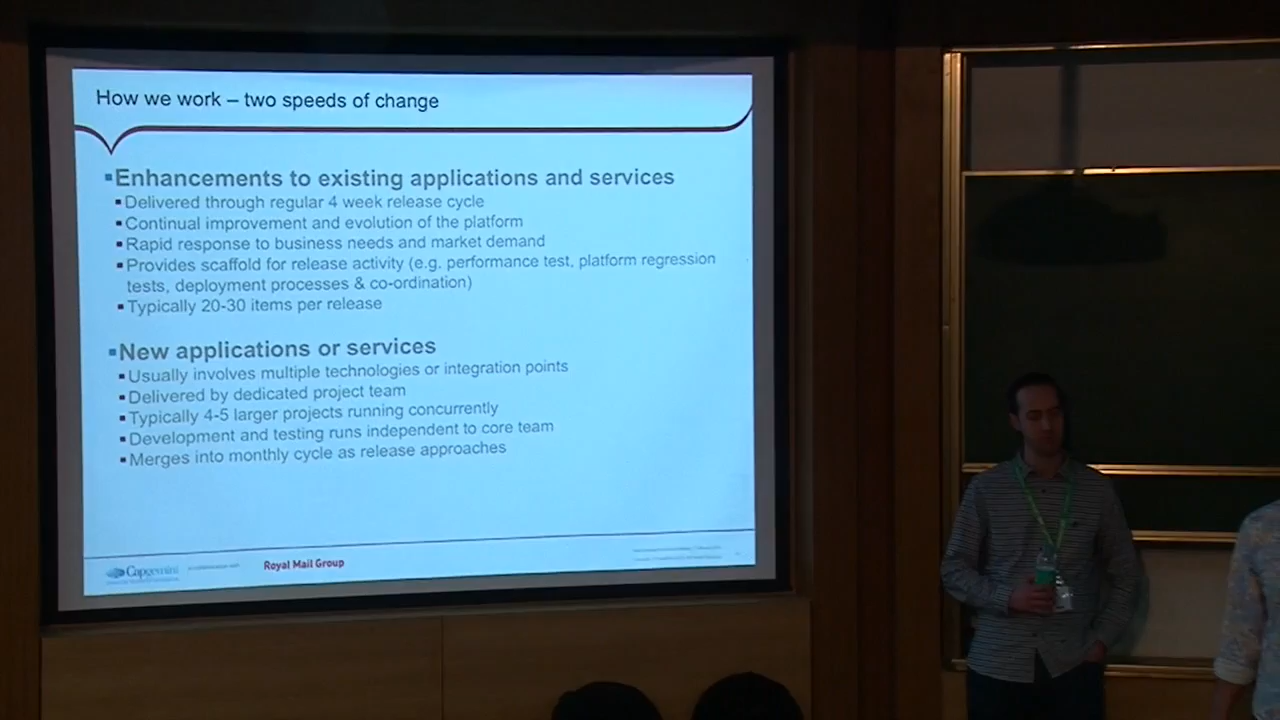 How we work – two speeds of change
▪Enhancements to existing applications and services
▪Delivered through regular 4 week release cycle
▪Continual improvement and evolution of the platform
▪Rapid response to business needs and market demand
▪Provides scaffold for release activity (e.g. performance test, platform regression
tests, deployment processes & co-ordination)
▪Typically 20-30 items per release
▪New applications or services
▪Usually involves multiple technologies or integration points
▪Delivered by dedicated project team
▪Typically 4-5 larger projects running concurrently
▪Development and testing runs independent to core team
▪Merges into monthly cycle as release approaches
Capgemini
Royal Mail Group